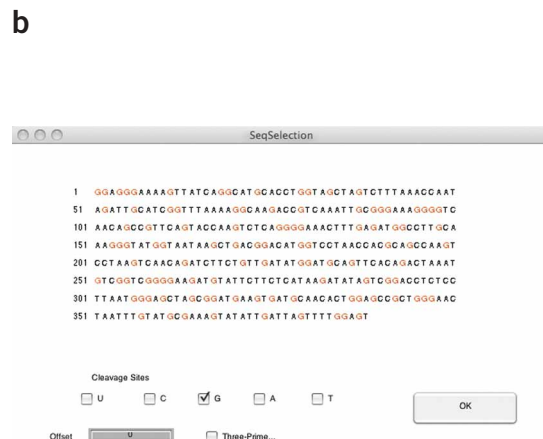 b
SeqSelection
1 GGAGGGAAAAGTTATCAGGCATGCACCTGGTAGCTAGTCTTTAAACCAAT
51 AGATTGCATCGGTTTAAAAGGCAAGACCGTCAAATTGCGGGAAAGGGGTC
101 AACAGCCGTTCAGTACCAAGTCTCAGGGGAAACTTTGAGATGGCCTTGCA
151 AAGGGTATGGTAATAAGCTGACGGACATGGTCCTAACCACGCAGCCAAGT
201 CCTAAGTCAACAGATCTTCTGTTGATATGGATGCAGTTCACAGACTAAAT
251 GTCGGTCGGGGAAGATGTATTCTTCTCATAAGATATAGTCGGACCTCTCC
301 TTAATGGGAGCTAGCGGATGAAGTGATGCAACACTGGAGCCGCTGGGAAC
351 TAATTTGTATGCGAAAGTATATTGATTAGTTTTGGAGT
Cleavage Sites
U C G A T
OK
Offset 0 Three-Prime...